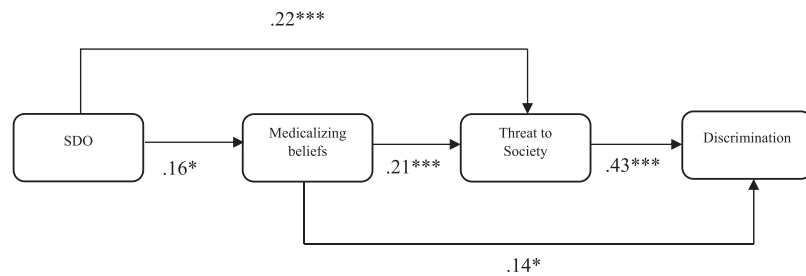 .22***
SDO
.16*
Medicalizing
beliefs
.21***
Threat to
Society
.43***
Discrimination
.14*